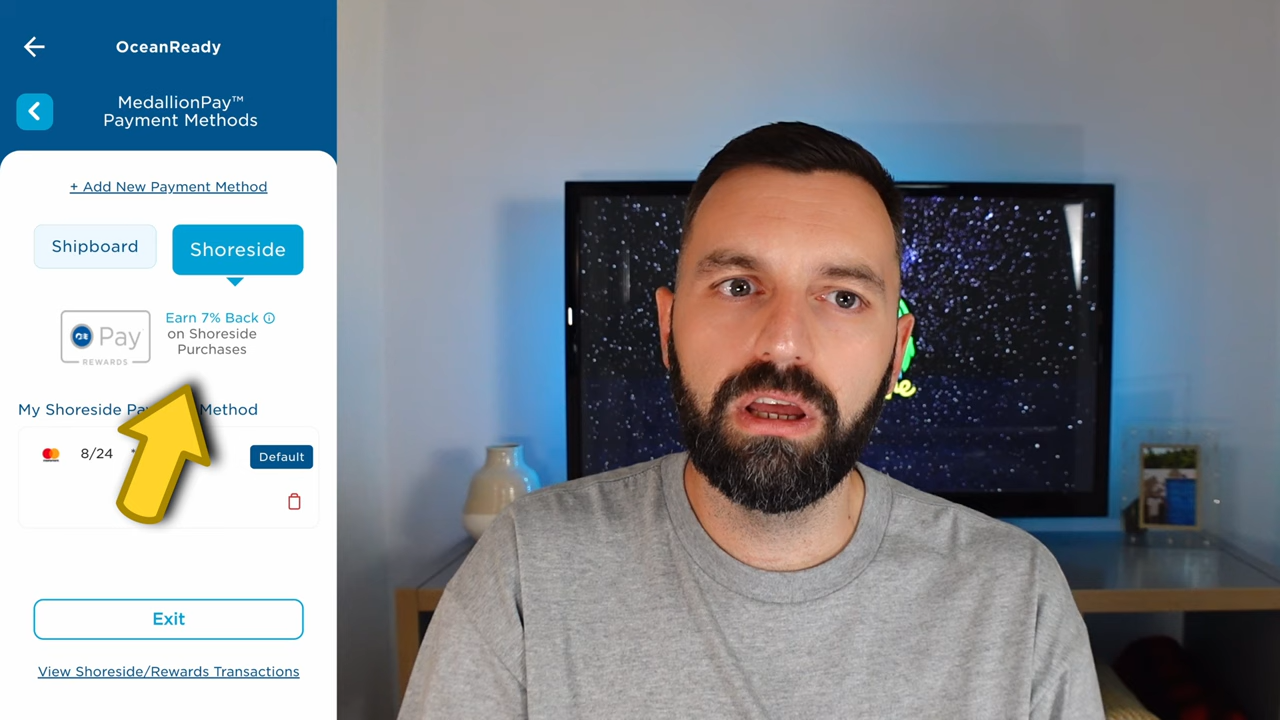 OceanReady
MedallionPay™
Payment Methods
+ Add New Payment Method
Shipboard
Shoreside
Pay
REWARDS
Earn 7% Back
on Shoreside
Purchases
My Shoreside Method
8/24
Default
Exit
View Shoreside/Rewards Transactions